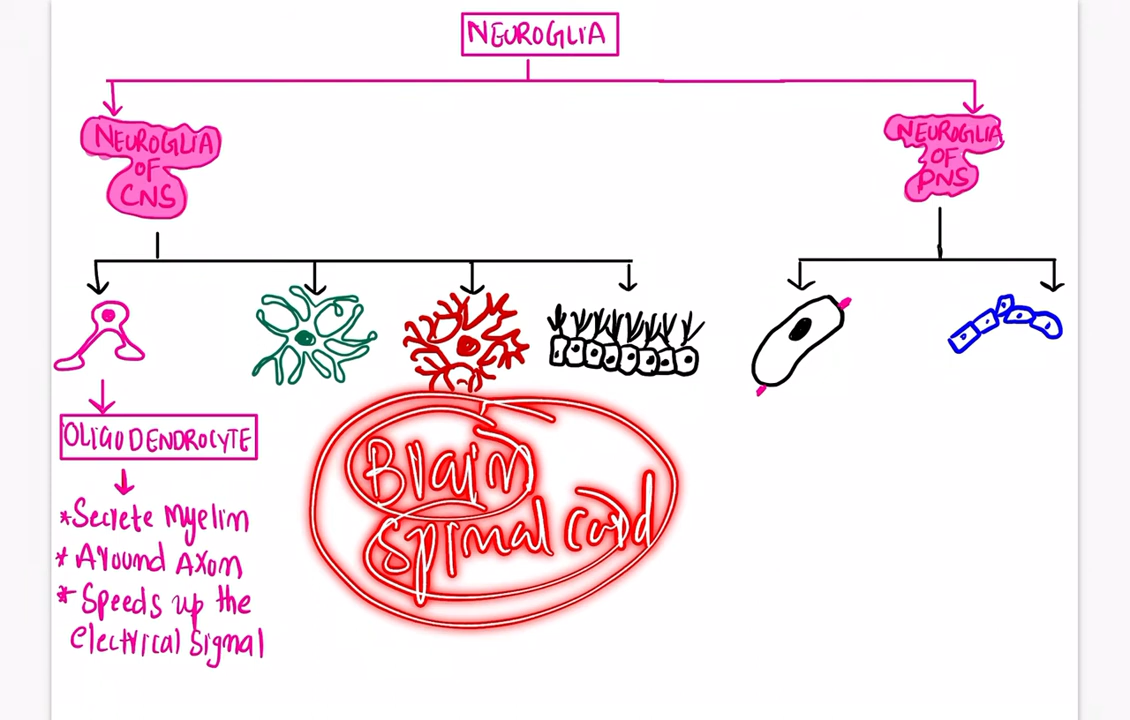 NEUROGLIA
NEUROGLIA
OF
CNS
NEUROGLIA
OF
PNS
OLIGODENDROCYTE
*Secrete Myelin
* Around Axon
* Speeds up the
Electrical Signal
Brain
Spinal cord